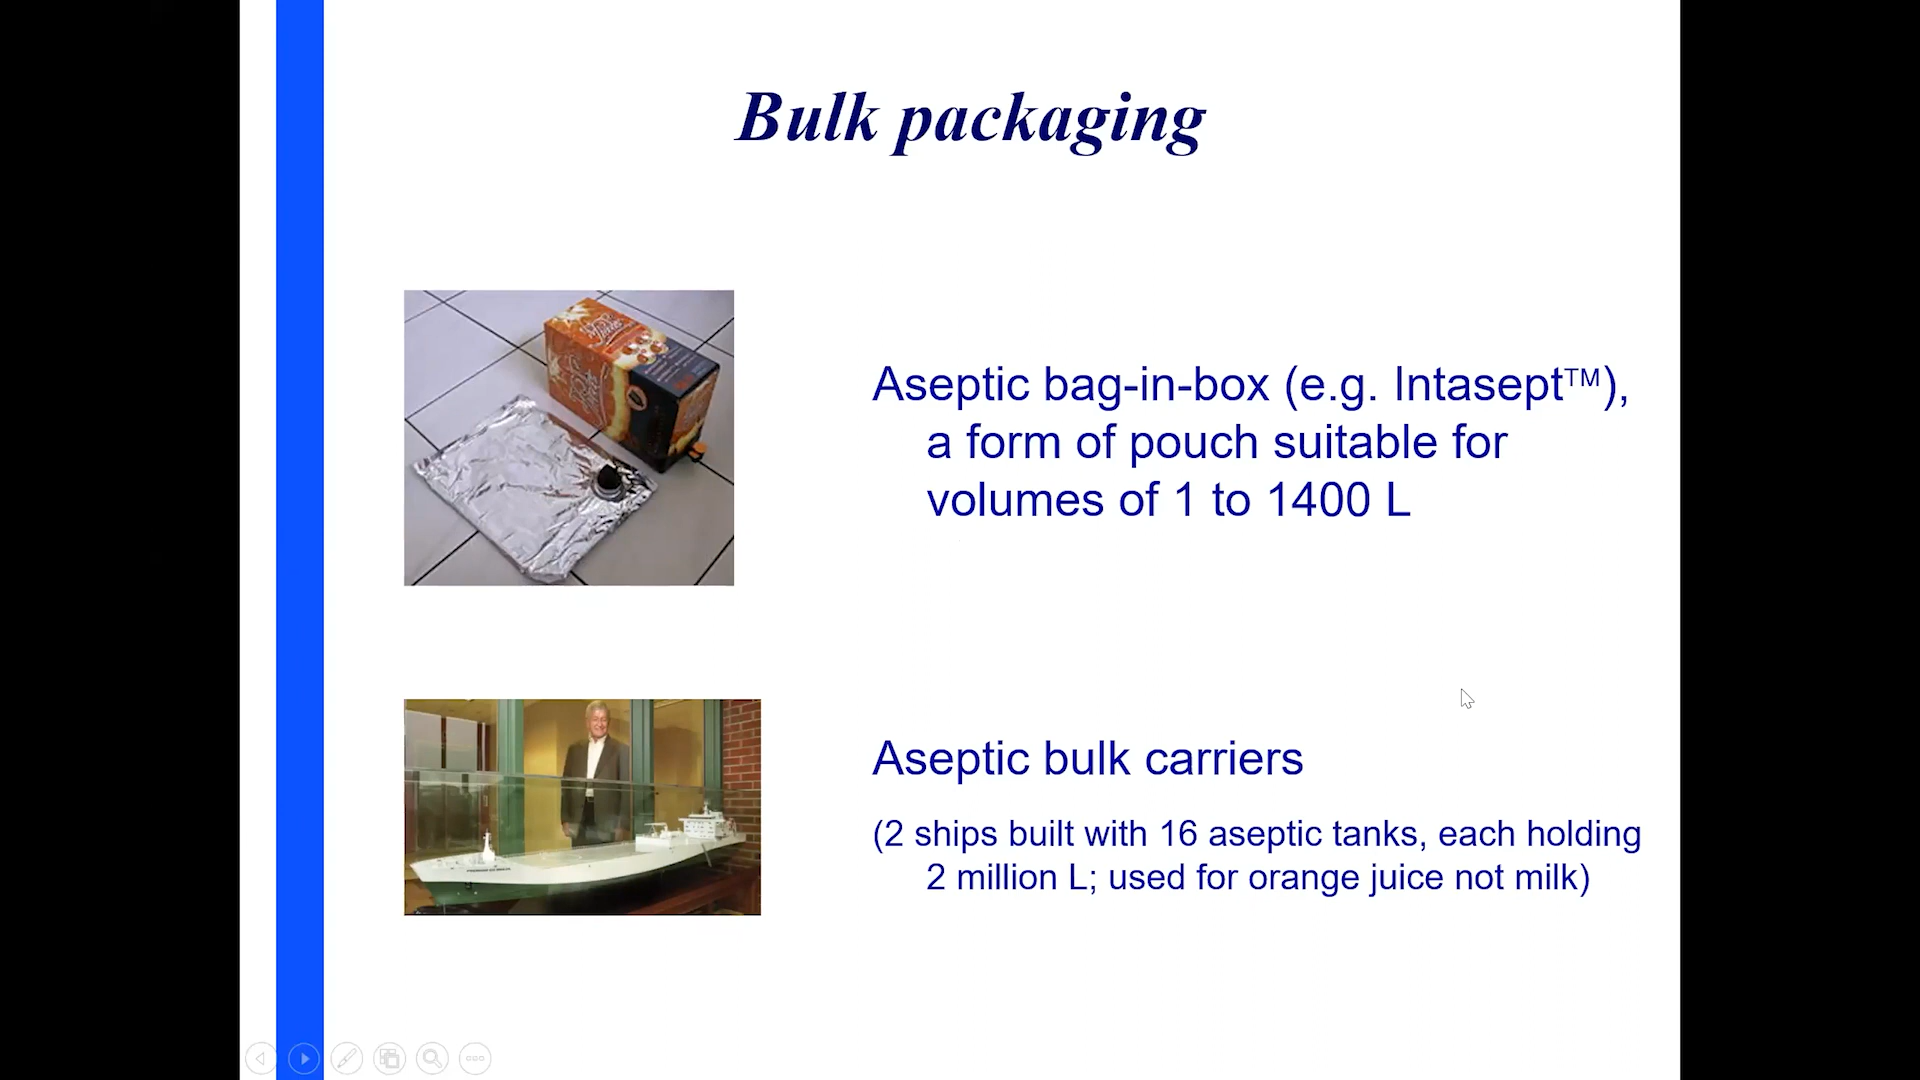 Bulk packaging
Aseptic bag-in-box (e.g. Intasept™),
a form of pouch suitable for
volumes of 1 to 1400 L
Aseptic bulk carriers
(2 ships built with 16 aseptic tanks, each holding
2 million L; used for orange juice not milk)